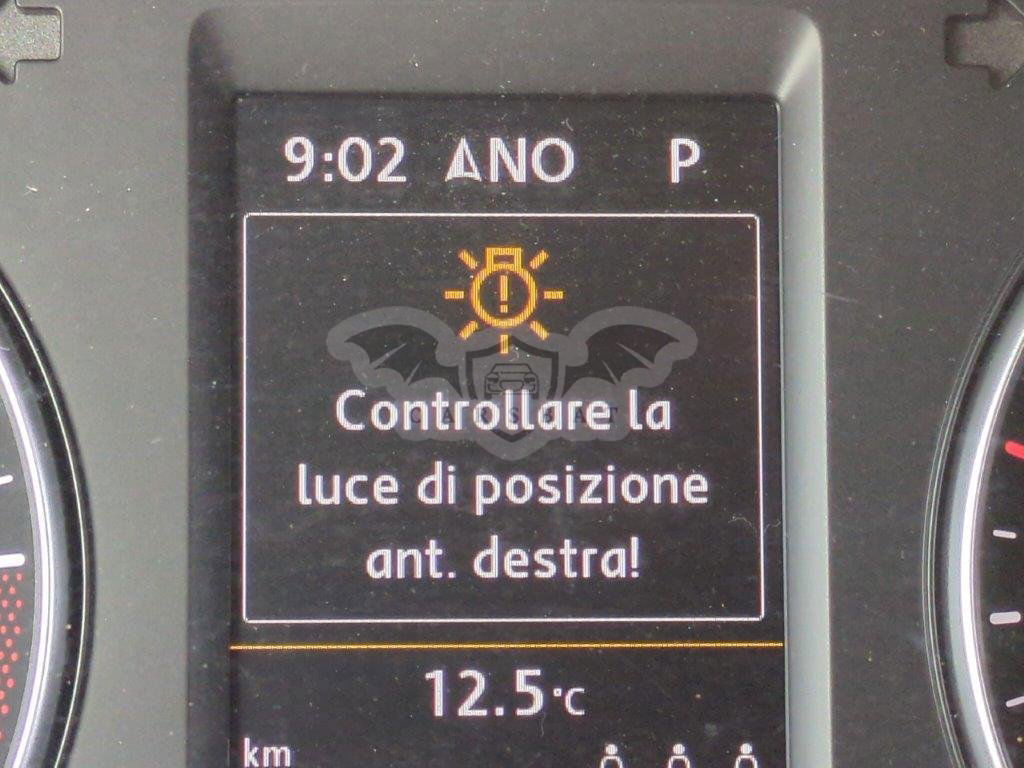 9:02 ANO P
Controllare la
luce di posizione
ant. destra!
12.5°C
km